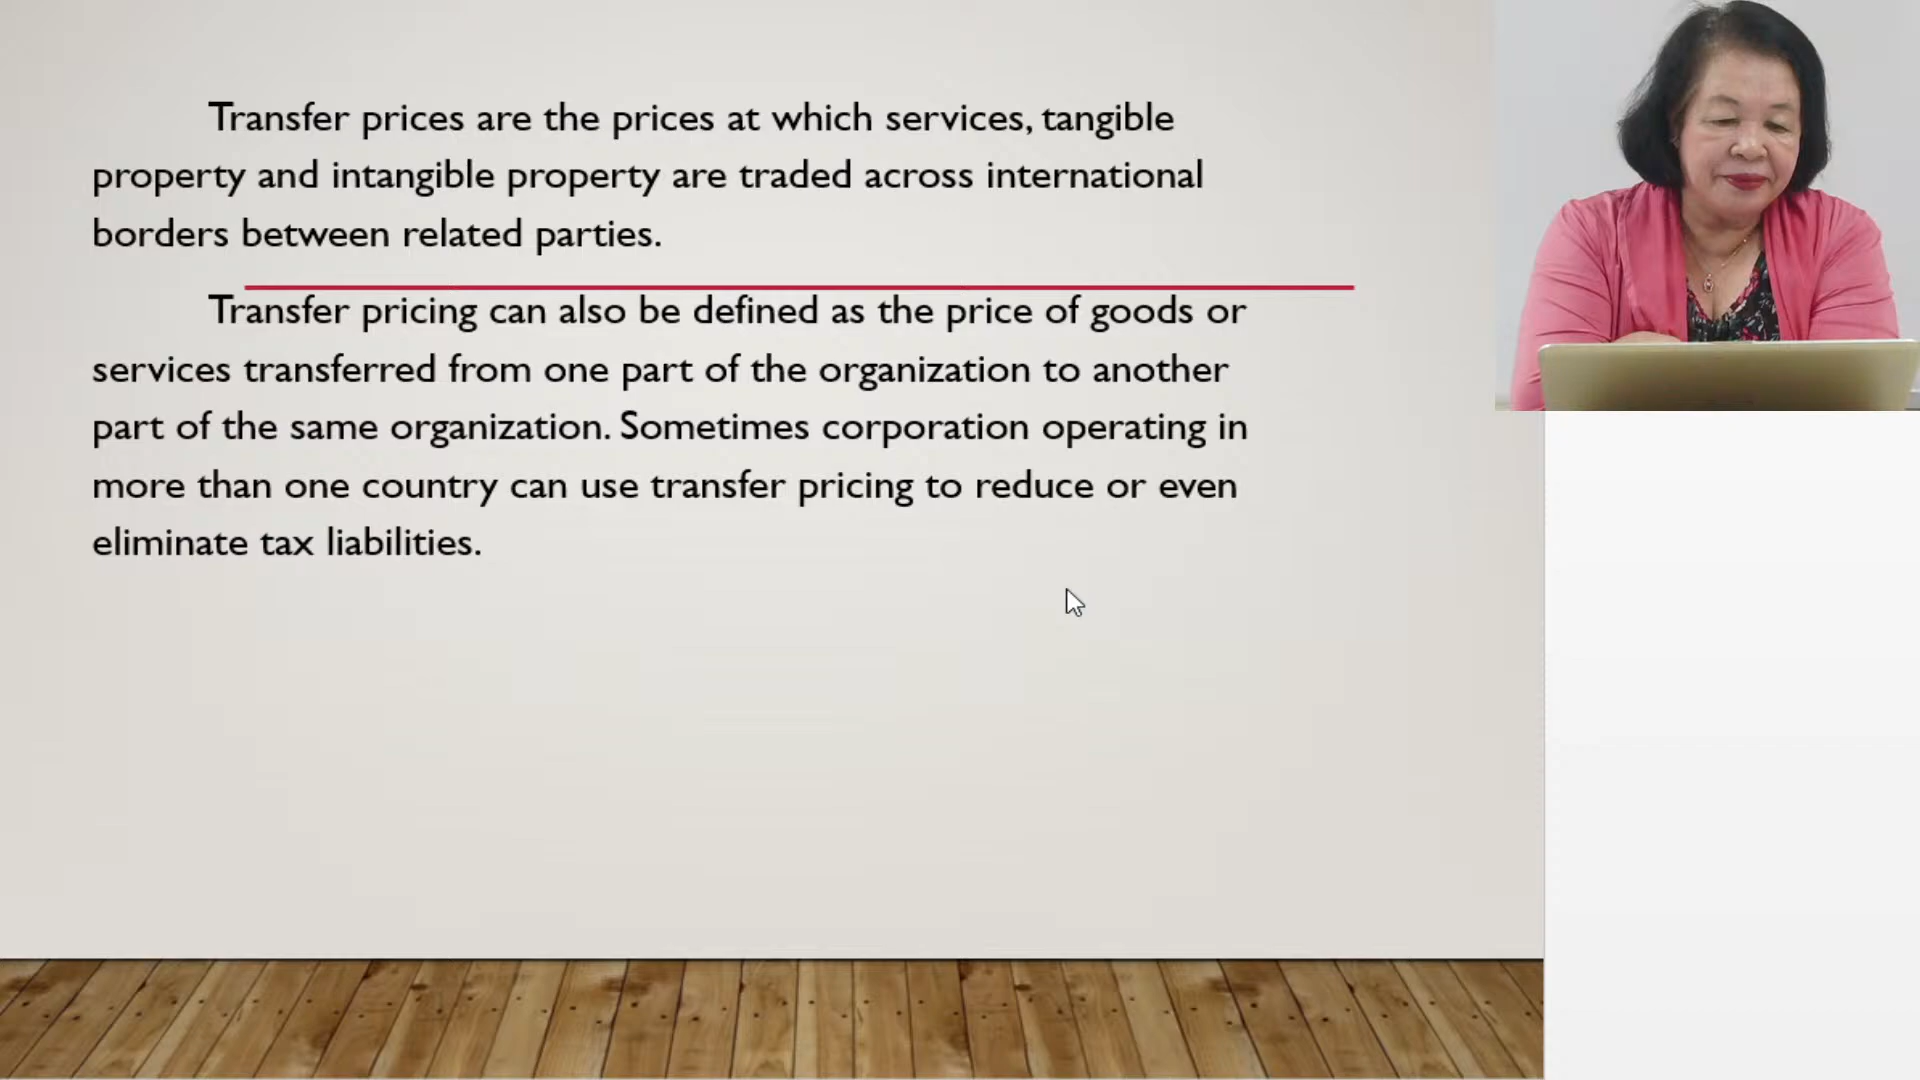 Transfer prices are the prices at which services, tangible
property and intangible property are traded across international
borders between related parties.
Transfer pricing can also be defined as the price of goods or
services transferred from one part of the organization to another
part of the same organization. Sometimes corporation operating in
more than one country can use transfer pricing to reduce or even
eliminate tax liabilities.